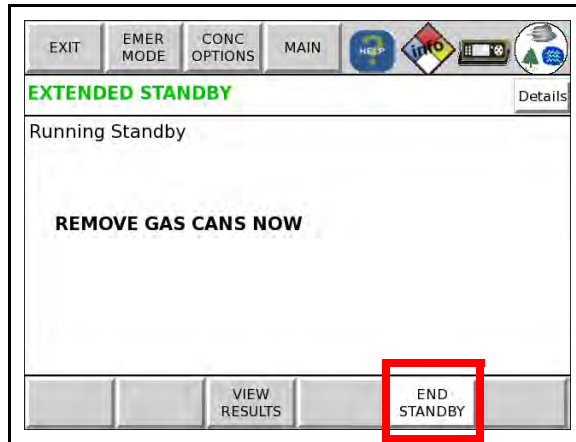 EXIT
EMER
MODE
CONC
OPTIONS
MAIN
HELP
info
EXTENDED STANDBY
Details
Running Standby
REMOVE GAS CANS NOW
VIEW
RESULTS
END
STANDBY